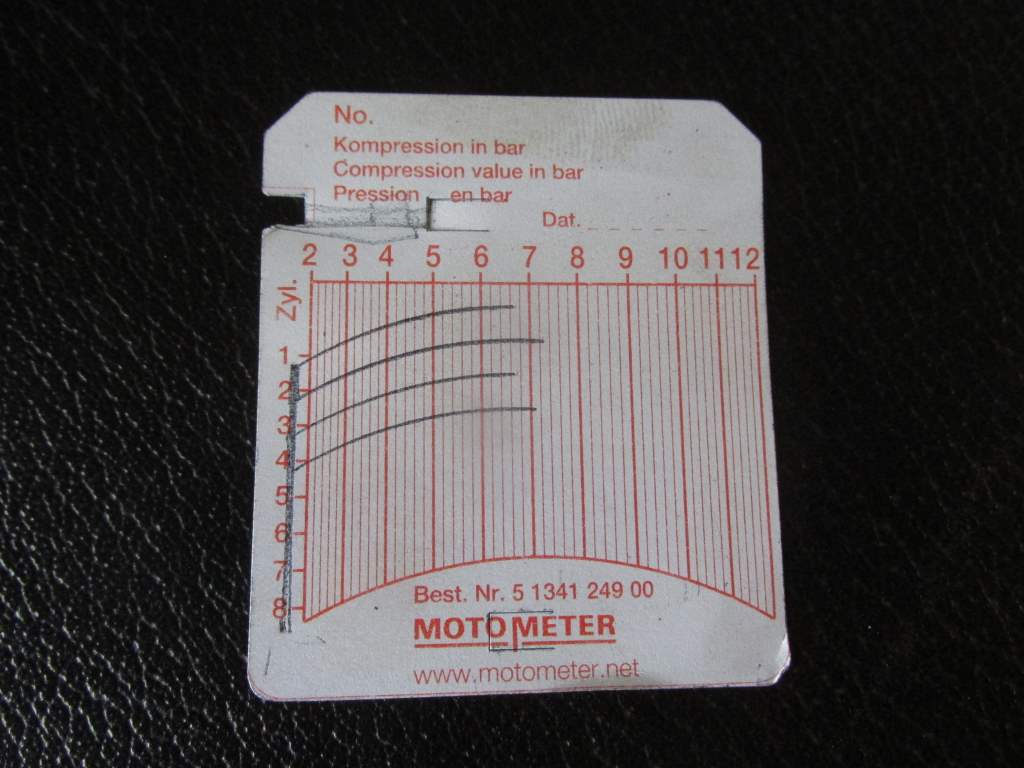 No.
Kompression in bar
Compression value in bar
Pression en bar
Dat.
2 3 4 5 6 7 8 9 10 11 12
Zyl.
1
2
3
4
5
6
7
8
Best. Nr. 5 1341 249 00
MOTOMETER
www.motometer.net